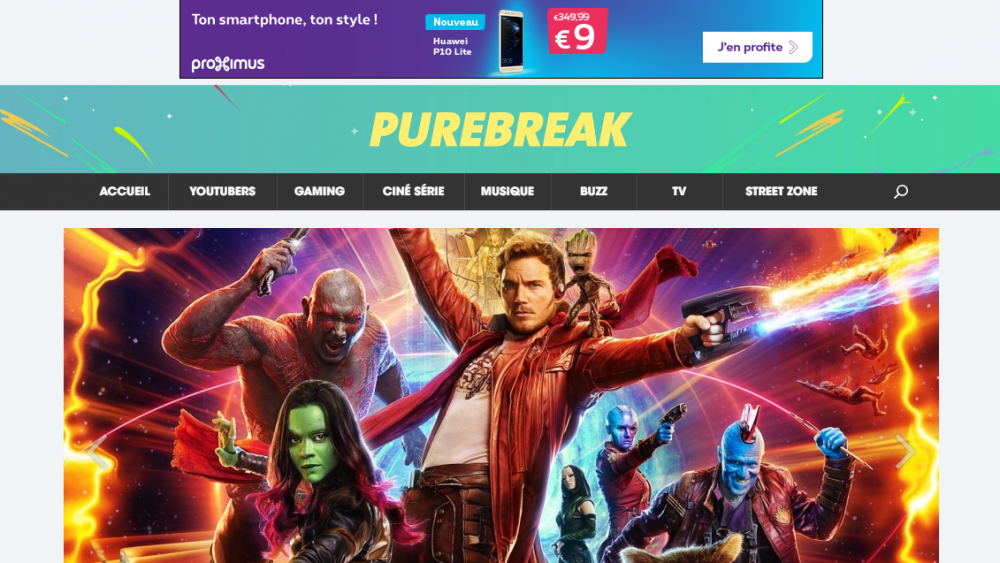 Ton smartphone, ton style !
Nouveau
Huawei
P10 Lite
€349,99
€9
J'en profite
proximus
PUREBREAK
ACCUEIL
YOUTUBERS
GAMING
CINÉ SÉRIE
MUSIQUE
BUZZ
TV
STREET ZONE